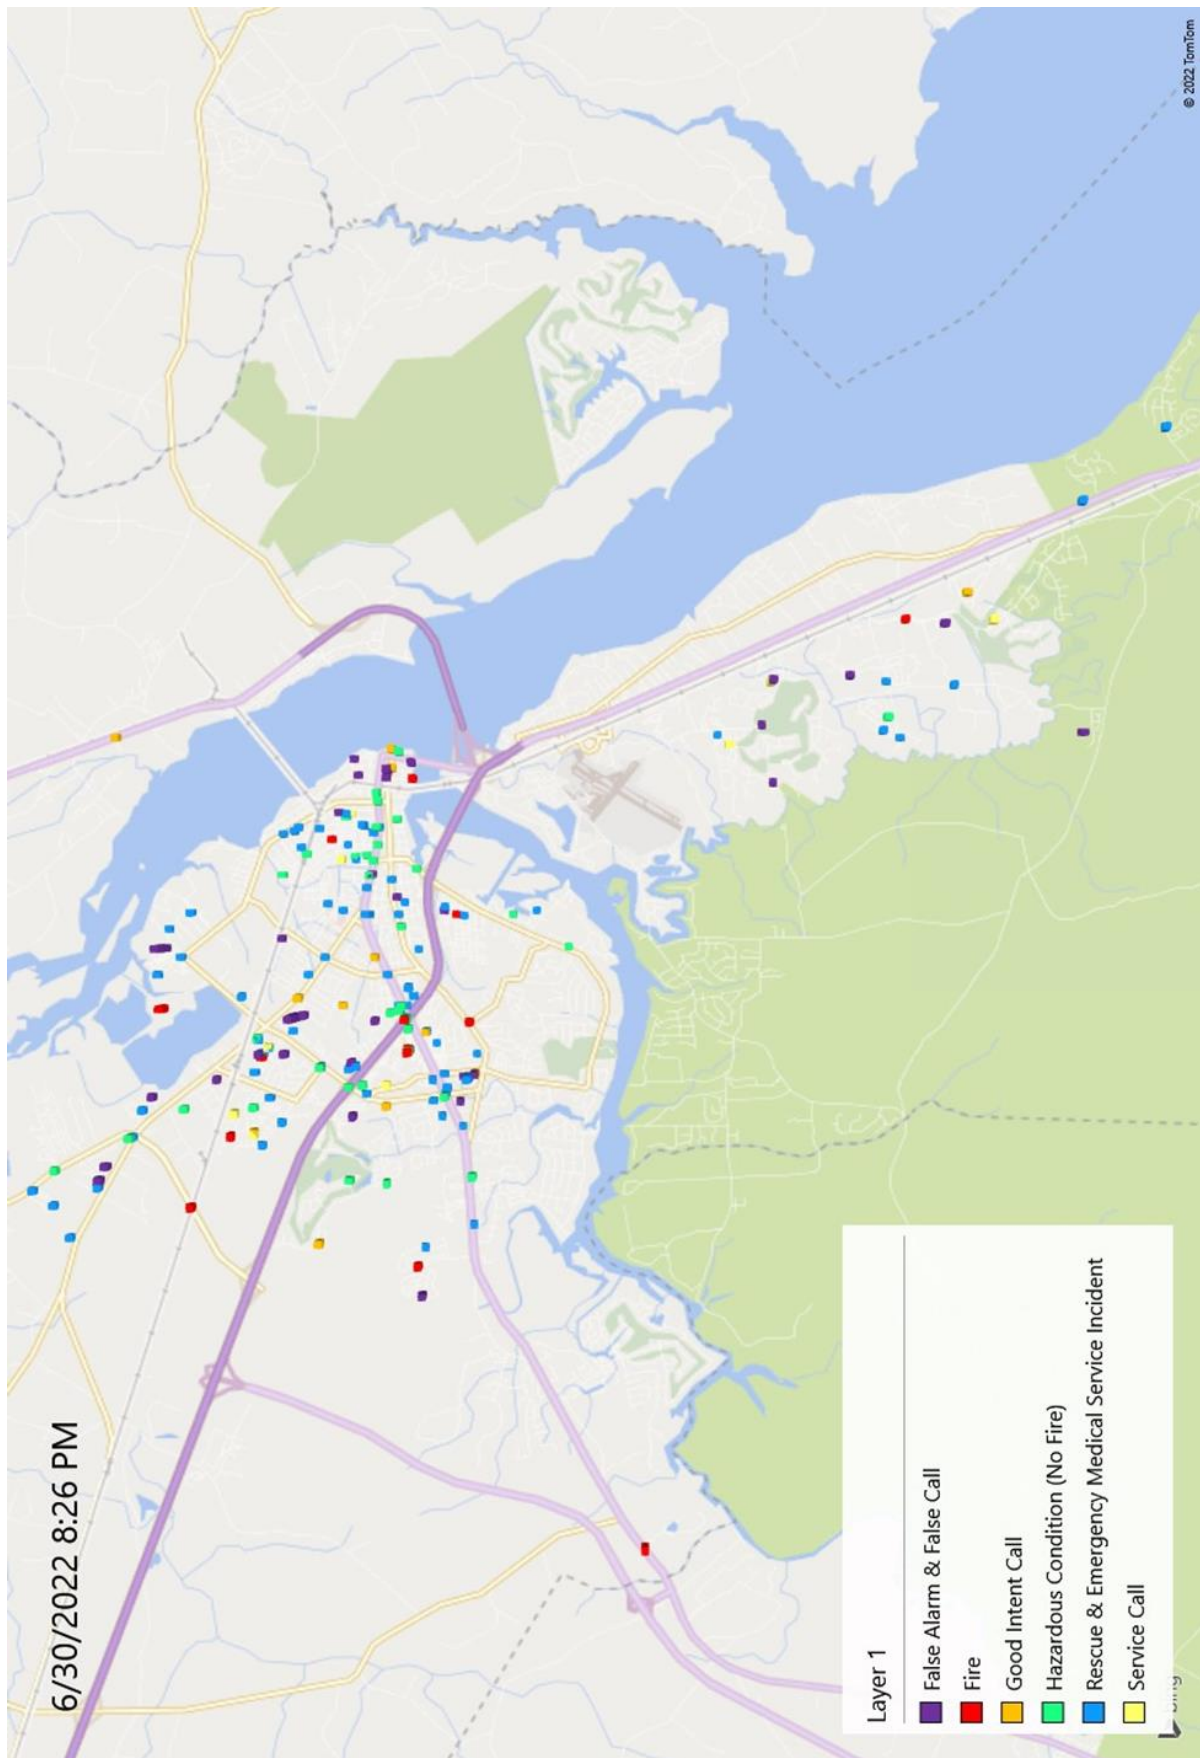 6/30/2022 8:26 PM
Layer 1
False Alarm & False Call
Fire
Good Intent Call
Hazardous Condition (No Fire)
Rescue & Emergency Medical Service Incident
Service Call
© 2022 TomTom